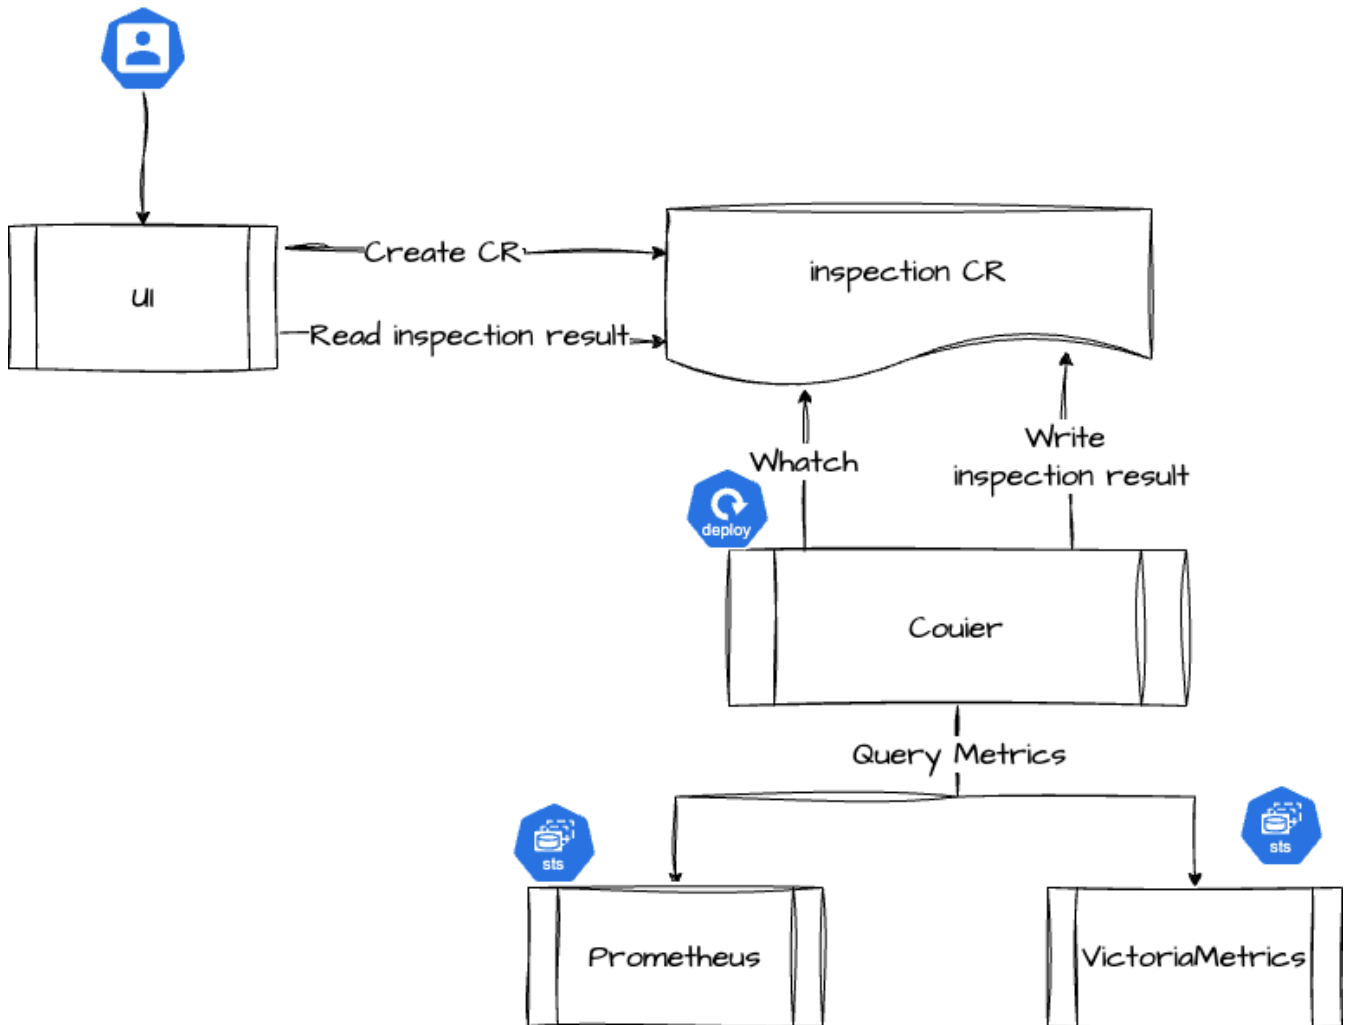 UI
Create CR
Read inspection result
inspection CR
Whatch
Write
inspection result
deploy
Couier
Query Metrics
sts
sts
Prometheus
VictoriaMetrics